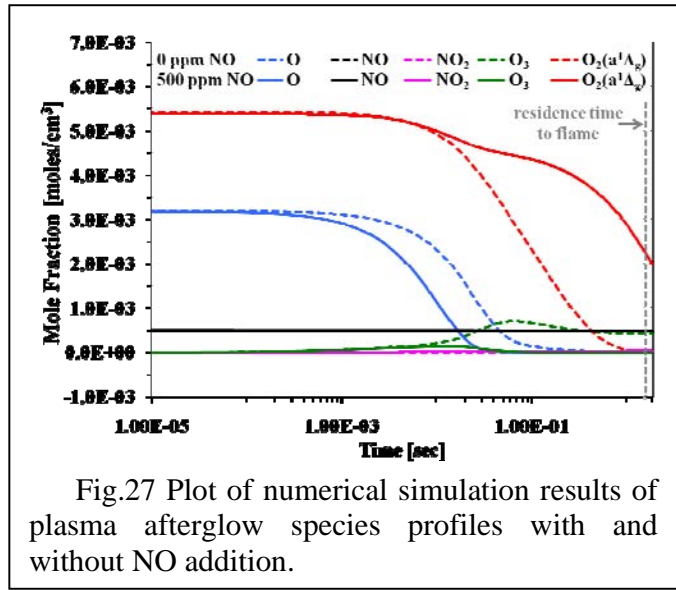 7.0E-03
0 ppm NO O NO NO₂ O₃ O₂(a¹Δg)
500 ppm NO O NO NO₂ O₃ O₂(a¹Δg)
6.0E-03
residence time
to flame
5.0E-03
4.0E-03
3.0E-03
2.0E-03
1.0E-03
0.0E+00
-1.0E-03
Mole Fraction [moles/cm³]
1.00E-05 1.00E-03 1.00E-01
Time [sec]
Fig.27 Plot of numerical simulation results of
plasma afterglow species profiles with and
without NO addition.